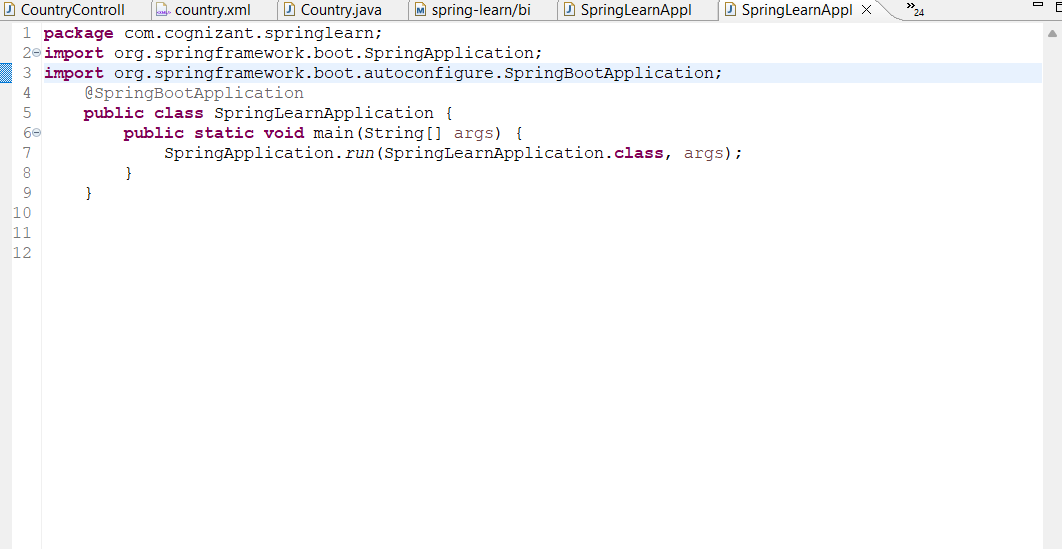 CountryControll country.xml Country.java spring-learn/bi SpringLearnAppl SpringLearnAppl 24
1 package com.cognizant.springlearn;
2 import org.springframework.boot.SpringApplication;
3 import org.springframework.boot.autoconfigure.SpringBootApplication;
4 @SpringBootApplication
5 public class SpringLearnApplication {
6 public static void main(String[] args) {
7 SpringApplication.run(SpringLearnApplication.class, args);
8 }
9 }
10
11
12